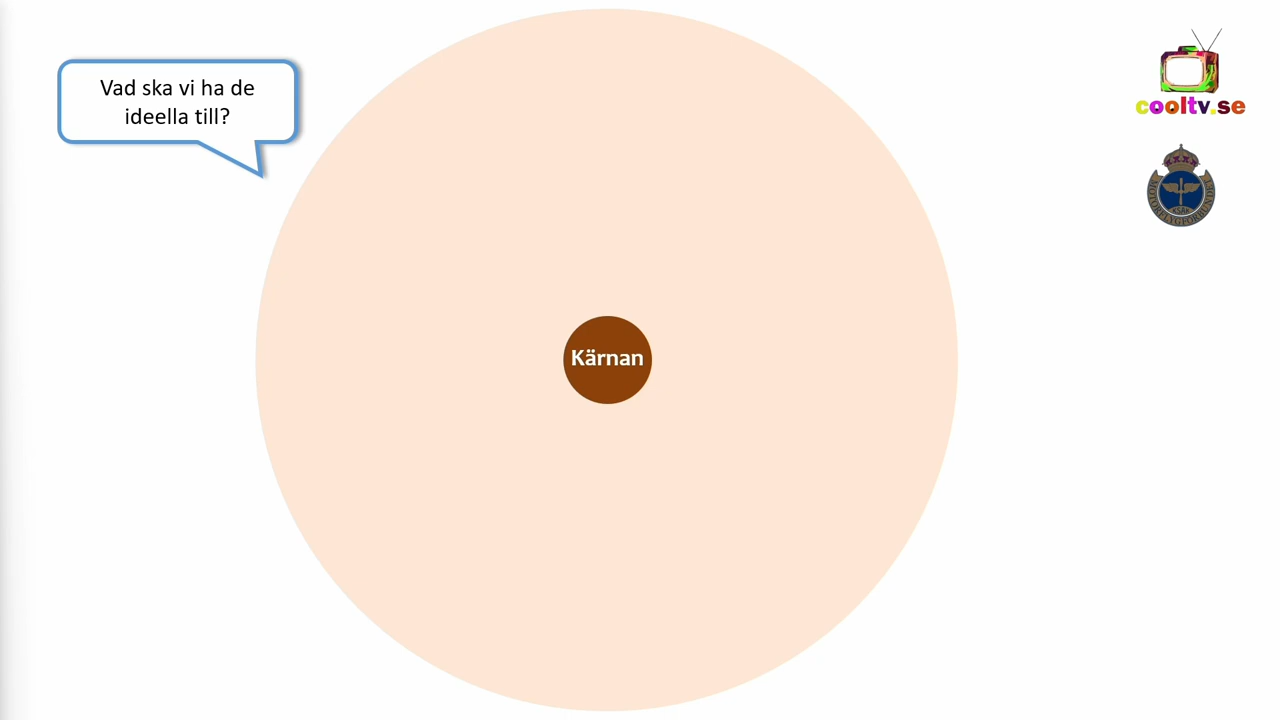 Vad ska vi ha de
ideella till?
Kärnan
cooltv.se